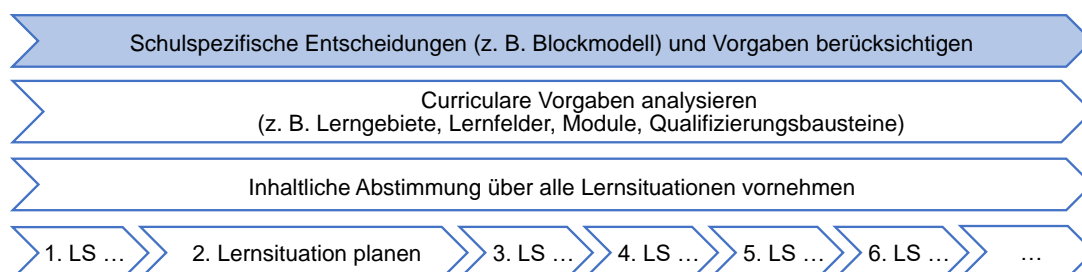 Schulspezifische Entscheidungen (z. B. Blockmodell) und Vorgaben berücksichtigen
Curriculare Vorgaben analysieren
(z. B. Lerngebiete, Lernfelder, Module, Qualifizierungsbausteine)
Inhaltliche Abstimmung über alle Lernsituationen vornehmen
1. LS … 2. Lernsituation planen 3. LS … 4. LS … 5. LS … 6. LS … …